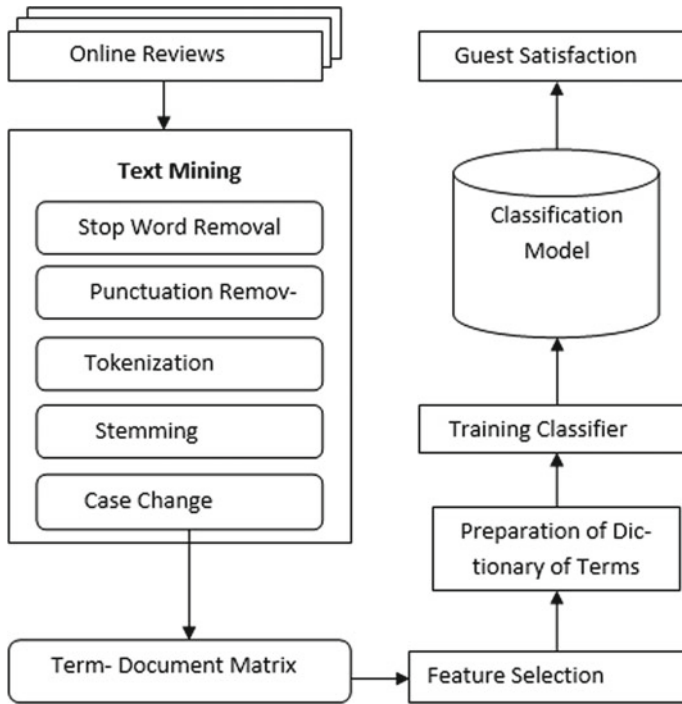 Online Reviews
Text Mining
Stop Word Removal
Punctuation Remov-
Tokenization
Stemming
Case Change
Term- Document Matrix
Feature Selection
Preparation of Dic-
tionary of Terms
Training Classifier
Classification
Model
Guest Satisfaction